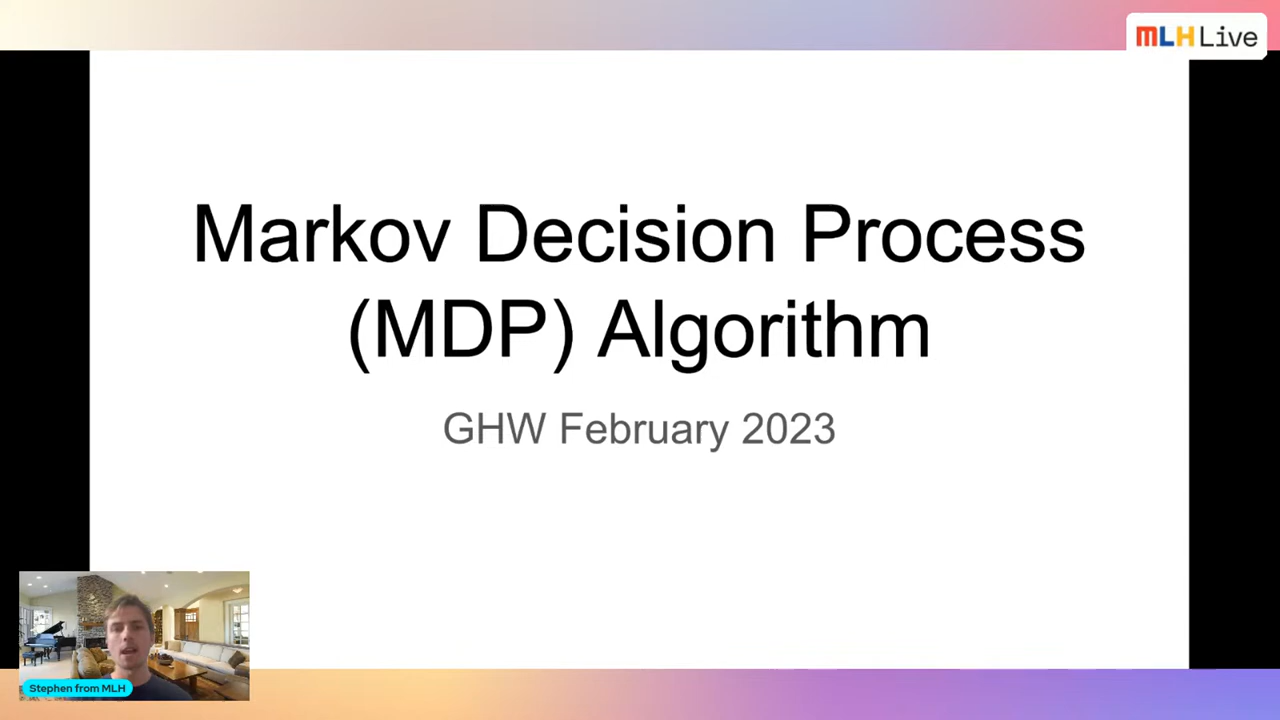 MLH Live
Markov Decision Process
(MDP) Algorithm
GHW February 2023
Stephen from MLH